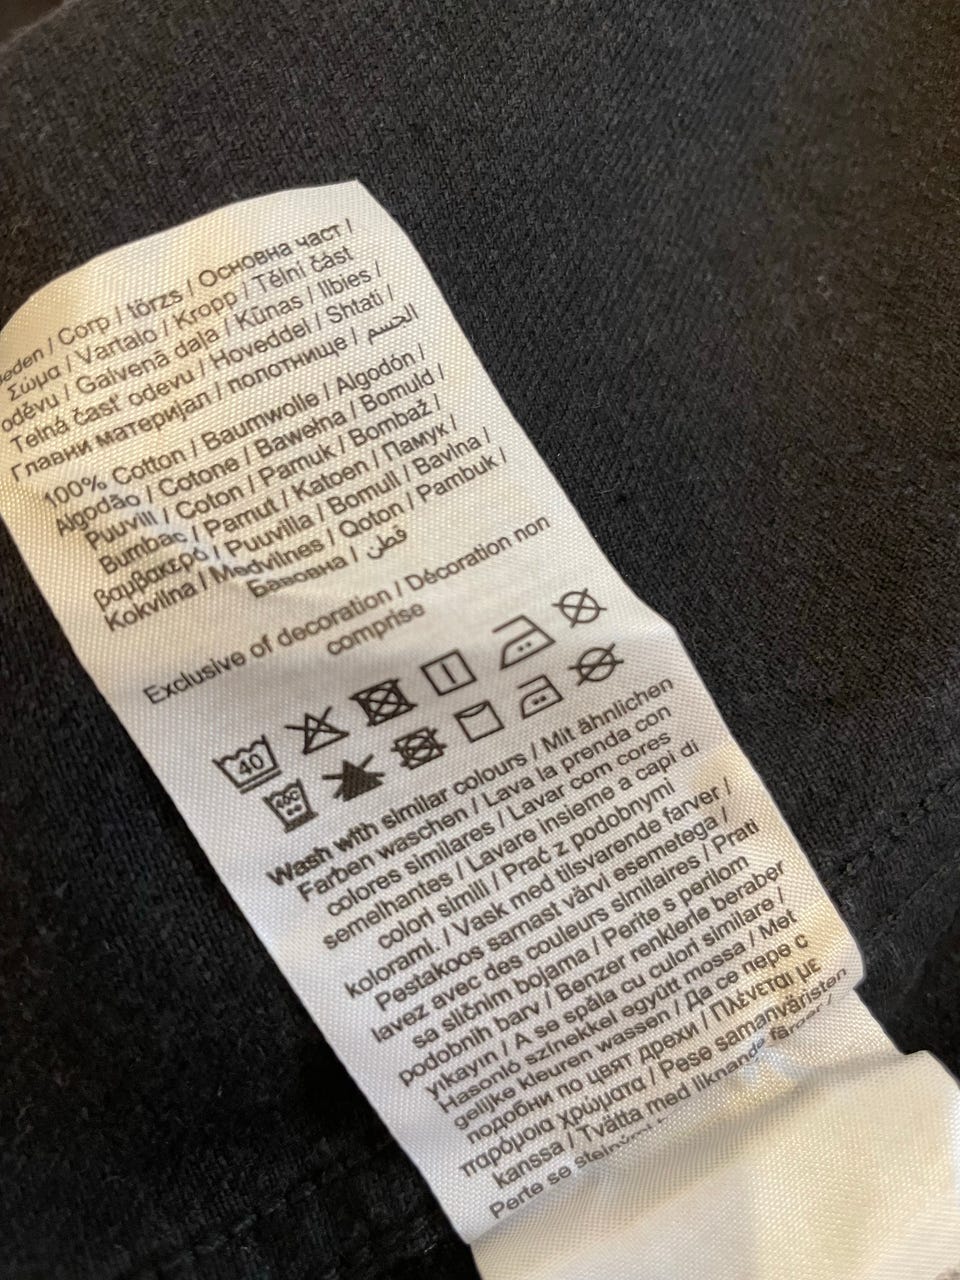 / Corp / törzs / Основна част /
Σώμα / Vartalo / Kropp / Tělní část
oděvu / Galvenā daļa / Kūnas / Ilbies /
Telná časť odevu / Hoveddel / Shtati /
Главни материјал / полотнище / الجسم
100% Cotton / Baumwolle / Algodón /
Algodão / Cotone / Bawełna / Bomuld /
Puuvill / Coton / Pamuk / Bombaž /
Bumbac / Pamut / Katoen / Памук /
Βαμβακερό / Puuvilla / Bomull / Bavlna /
Kokvilna / Medvilnės / Qoton / Pambuk /
Бавовна / قطن
Exclusive of decoration / Décoration non
comprise
40
40C
Wash with similar colours / Mit ähnlichen
Farben waschen / Lava la prenda con
colores similares / Lavar com cores
semelhantes / Lavare insieme a capi di
colori simili / Prać z podobnymi
kolorami. / Vask med tilsvarende farver /
Pestakoos samast värvi esemetega /
lavez avec des couleurs similaires / Prati
sa sličnim bojama / Perite s perilom
podobnih barv / Benzer renklerle beraber
yıkayın / A se spăla cu culori similare /
Hasonló színekkel együtt mossa / Met
gelijke kleuren wassen / Да се пере с
подобни по цвят дрехи / Πλένεται με
παρόμοια χρώματα / Pese samanväristen
kanssa / Tvätta med liknande färger /
Perte se